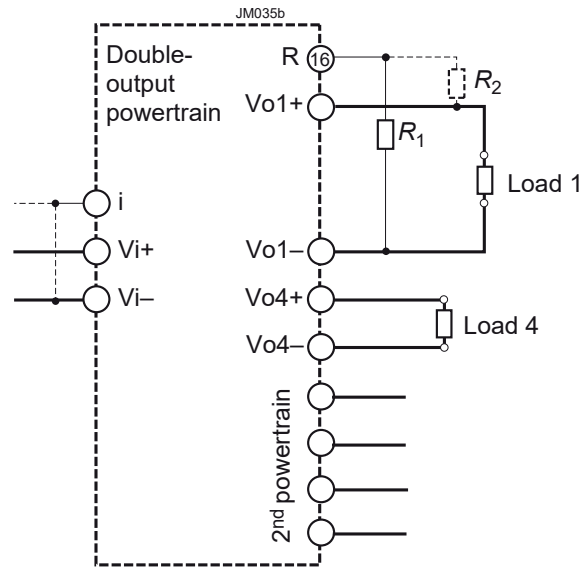 JM035b
Double-
output
powertrain
R 16
R2
Vo1+
R1
Load 1
i
Vi+
Vo1–
Vi–
Vo4+
Load 4
Vo4–
2nd powertrain